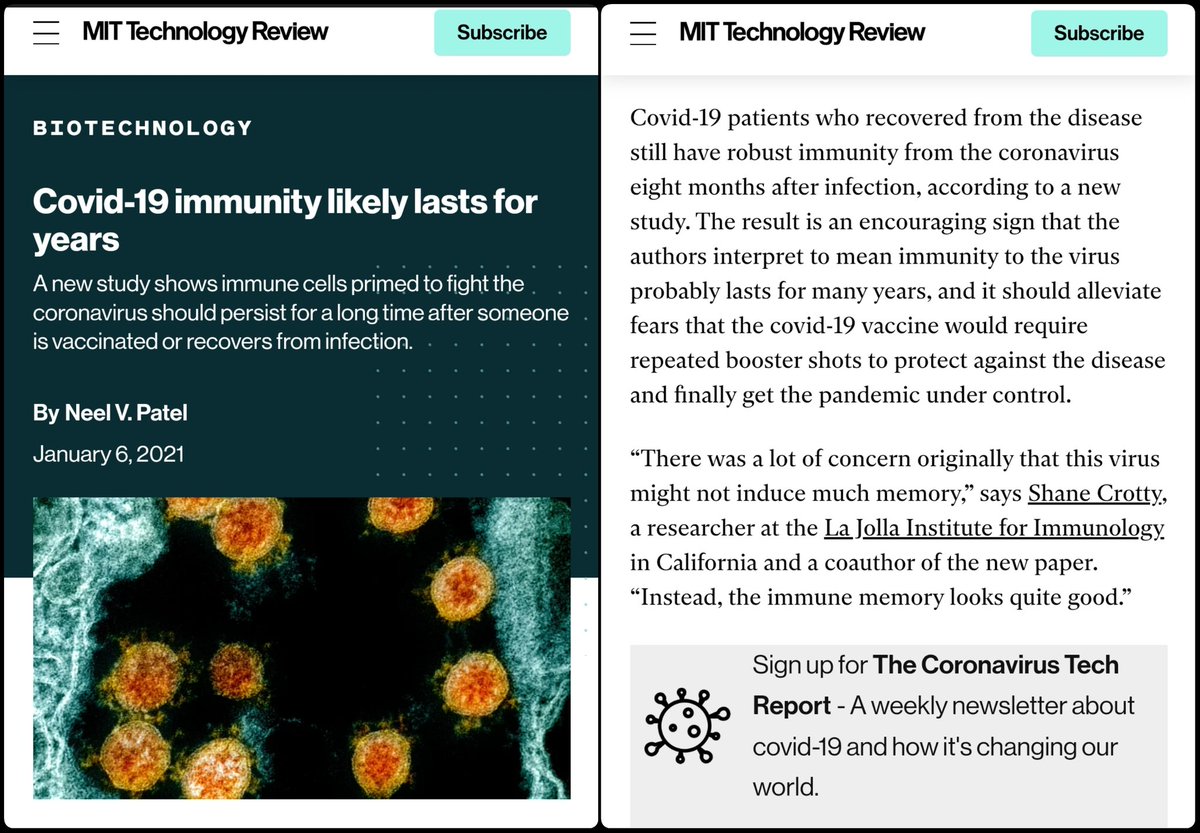 MIT Technology Review
Subscribe
BIOTECHNOLOGY
Covid-19 immunity likely lasts for
years
A new study shows immune cells primed to fight the
coronavirus should persist for a long time after someone
is vaccinated or recovers from infection.
By Neel V. Patel
January 6, 2021
MIT Technology Review
Subscribe
Covid-19 patients who recovered from the disease
still have robust immunity from the coronavirus
eight months after infection, according to a new
study. The result is an encouraging sign that the
authors interpret to mean immunity to the virus
probably lasts for many years, and it should alleviate
fears that the covid-19 vaccine would require
repeated booster shots to protect against the disease
and finally get the pandemic under control.
“There was a lot of concern originally that this virus
might not induce much memory,” says Shane Crotty,
a researcher at the La Jolla Institute for Immunology
in California and a coauthor of the new paper.
“Instead, the immune memory looks quite good.”
Sign up for The Coronavirus Tech
Report - A weekly newsletter about
covid-19 and how it's changing our
world.